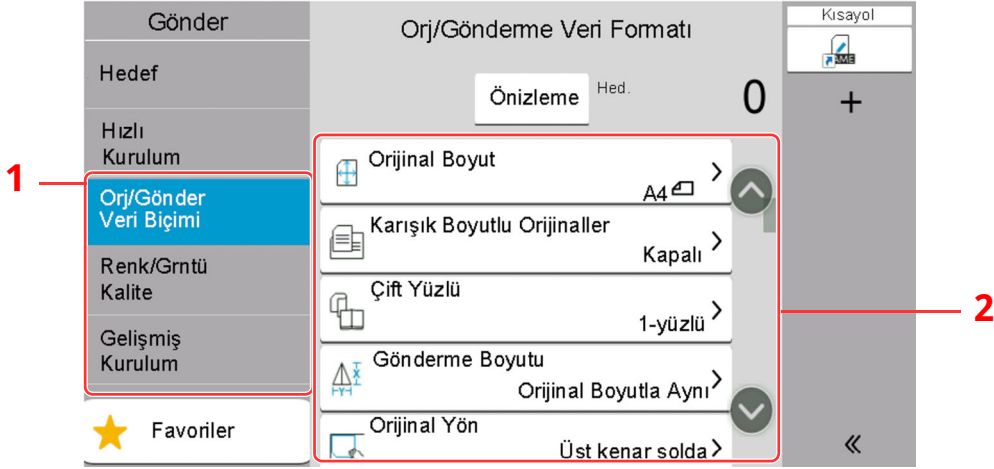 Gönder
Hedef
Hızlı
Kurulum
Orj/Gönder
Veri Biçimi
Renk/Grntü
Kalite
Gelişmiş
Kurulum
Favoriler
1
Orj/Gönderme Veri Formatı
Önizleme
Hed.
0
Orijinal Boyut
A4
Karışık Boyutlu Orijinaller
Kapalı
Çift Yüzlü
1-yüzlü
Gönderme Boyutu
Orijinal Boyutla Aynı
Orijinal Yön
Üst kenar solda
2
Kısayol